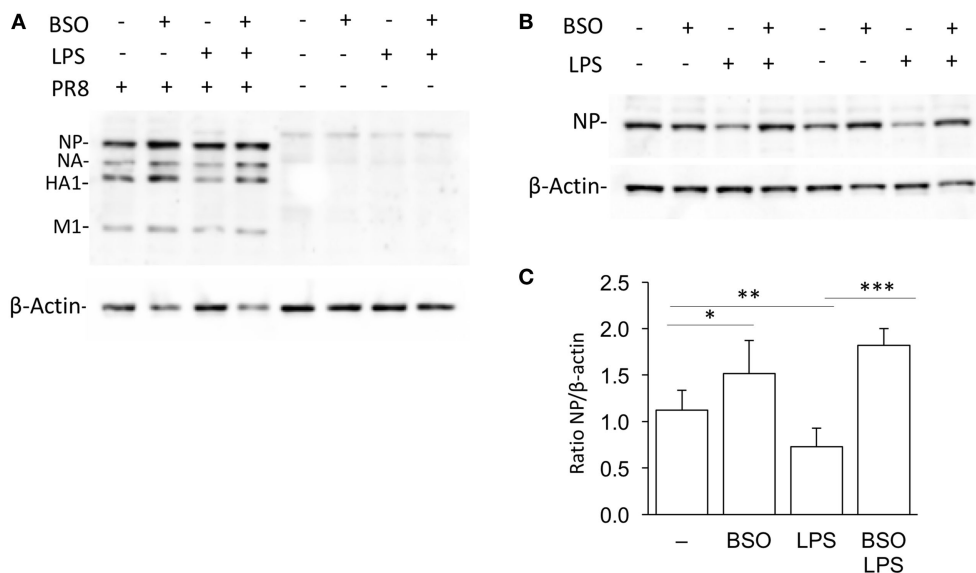 A
BSO - + - + - + - +
LPS - - + + - - + +
PR8 + + + + - - - -
NP-
NA-
HA1-
M1-
β-Actin-
B
BSO - + - + - + - +
LPS - - + + - - + +
NP-
β-Actin-
C
Ratio NP/β-actin
2.5
2.0
1.5
1.0
0.5
0.0
** ***
*
– BSO LPS BSO
LPS